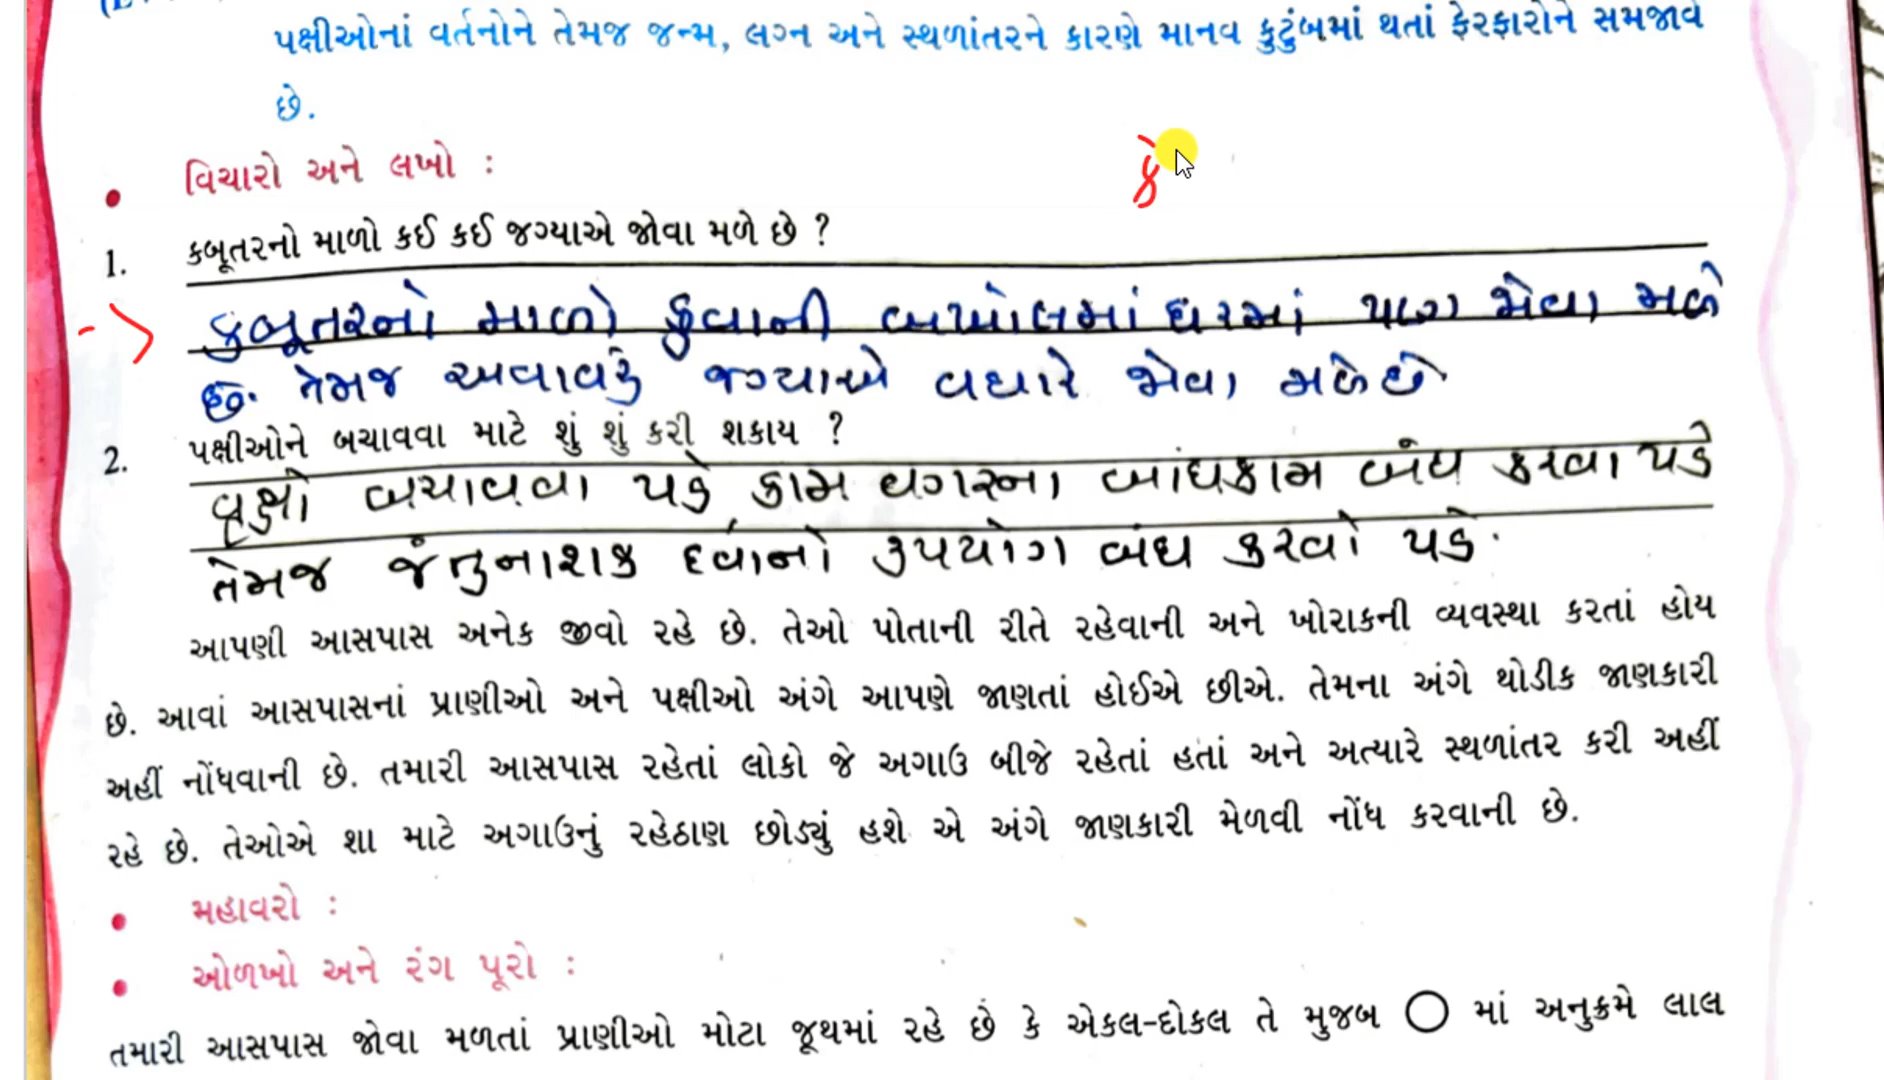 પક્ષીઓનાં વર્તનોને તેમજ જન્મ, લગ્ન અને સ્થળાંતરને કારણે માનવ કુટુંબમાં થતાં ફેરફારોને સમજાવે
છે.
• વિચારો અને લખો :
1. કબૂતરનો માળો કઈ કઈ જગ્યાએ જોવા મળે છે ?
કબૂતરનો માળો કુવાની બખોલમાં ઘરમાં પણ જોવા મળે
છે. તેમજ અવાવરું જગ્યાએ વધારે જોવા મળે છે
2. પક્ષીઓને બચાવવા માટે શું શું કરી શકાય ?
વૃક્ષો બચાવવા પડે, કામ વગરના બાંધકામ બંધ કરવા પડે
તેમજ જંતુનાશક દવાનો ઉપયોગ બંધ કરવો પડે.
આપણી આસપાસ અનેક જીવો રહે છે. તેઓ પોતાની રીતે રહેવાની અને ખોરાકની વ્યવસ્થા કરતાં હોય
છે. આવાં આસપાસનાં પ્રાણીઓ અને પક્ષીઓ અંગે આપણે જાણતાં હોઈએ છીએ. તેમના અંગે થોડીક જાણકારી
અહીં નોંધવાની છે. તમારી આસપાસ રહેતાં લોકો જે અગાઉ બીજે રહેતાં હતાં અને અત્યારે સ્થળાંતર કરી અહીં
રહે છે. તેઓએ શા માટે અગાઉનું રહેઠાણ છોડ્યું હશે એ અંગે જાણકારી મેળવી નોંધ કરવાની છે.
• મહાવરો :
• ઓળખો અને રંગ પૂરો :
તમારી આસપાસ જોવા મળતાં પ્રાણીઓ મોટા જૂથમાં રહે છે કે એકલ-દોકલ તે મુજબ ◯ માં અનુક્રમે લાલ